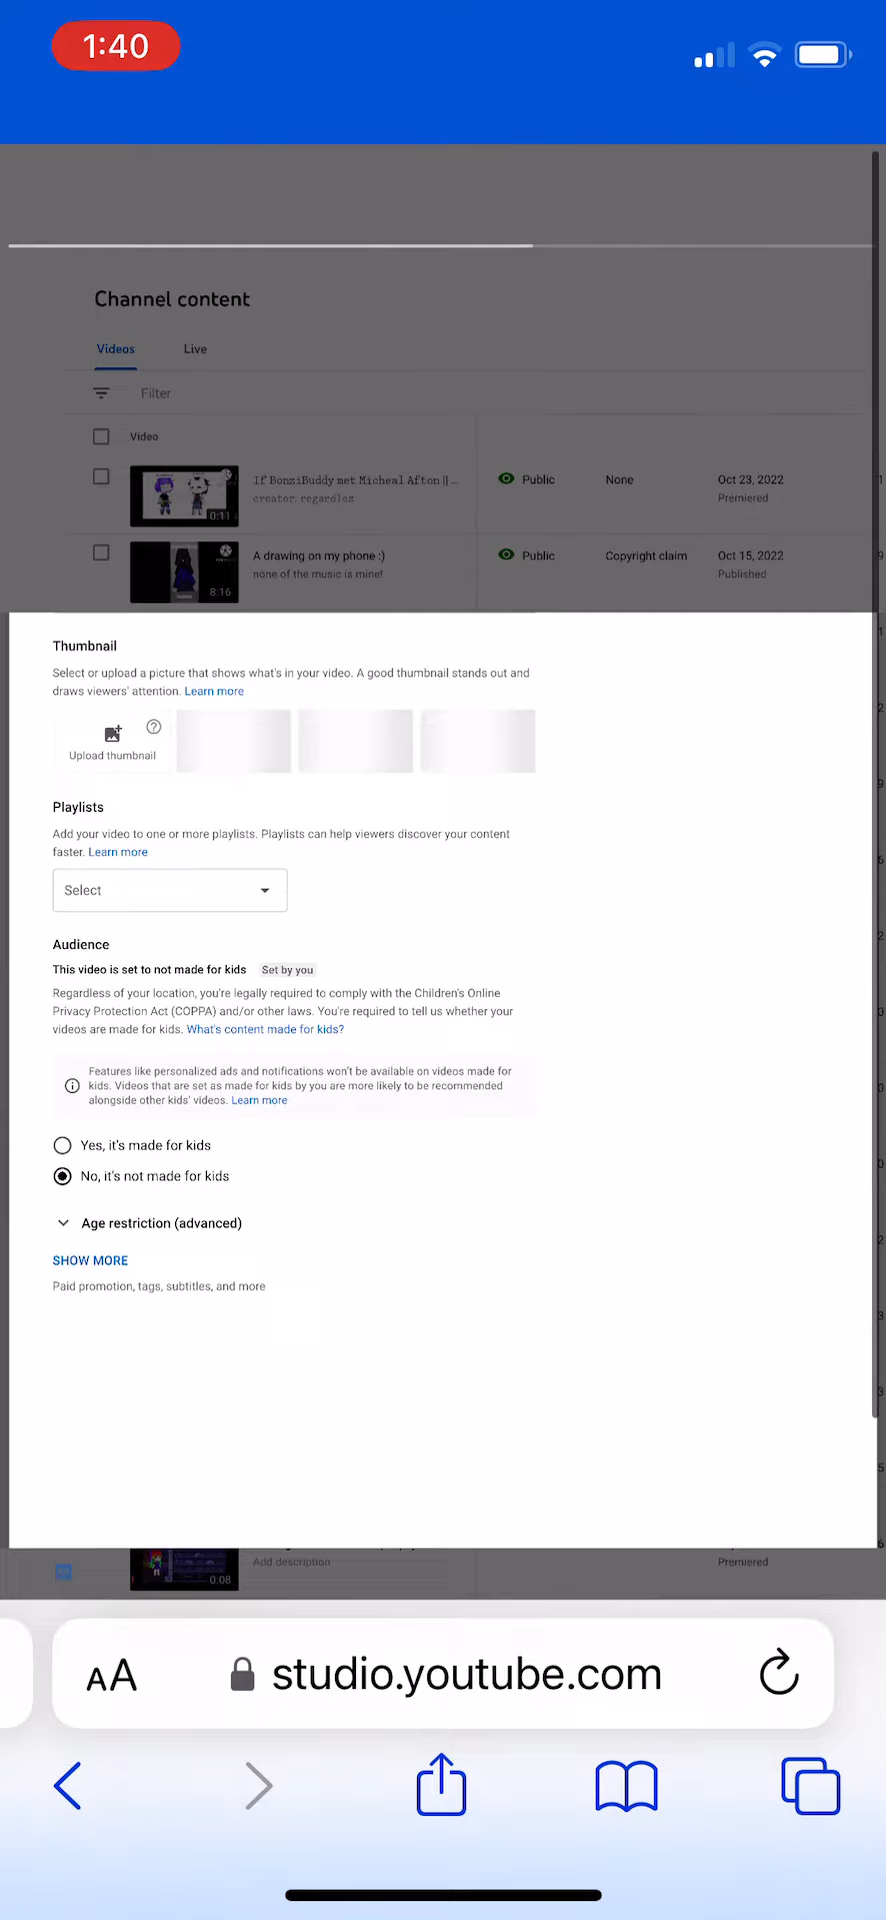 1:40
Channel content
Videos Live
Filter
Video
If BonziBuddy met Micheal Afton || ...
creator: regardlez
0:11
Public None Oct 23, 2022
Premiered
A drawing on my phone :)
none of the music is mine!
8:16
Public Copyright claim Oct 15, 2022
Published
Thumbnail
Select or upload a picture that shows what's in your video. A good thumbnail stands out and
draws viewers' attention. Learn more
Upload thumbnail
Playlists
Add your video to one or more playlists. Playlists can help viewers discover your content
faster. Learn more
Select
Audience
This video is set to not made for kids Set by you
Regardless of your location, you're legally required to comply with the Children's Online
Privacy Protection Act (COPPA) and/or other laws. You're required to tell us whether your
videos are made for kids. What's content made for kids?
Features like personalized ads and notifications won't be available on videos made for
kids. Videos that are set as made for kids by you are more likely to be recommended
alongside other kids' videos. Learn more
Yes, it's made for kids
No, it's not made for kids
Age restriction (advanced)
SHOW MORE
Paid promotion, tags, subtitles, and more
Add description
0:08
Premiered
AA studio.youtube.com